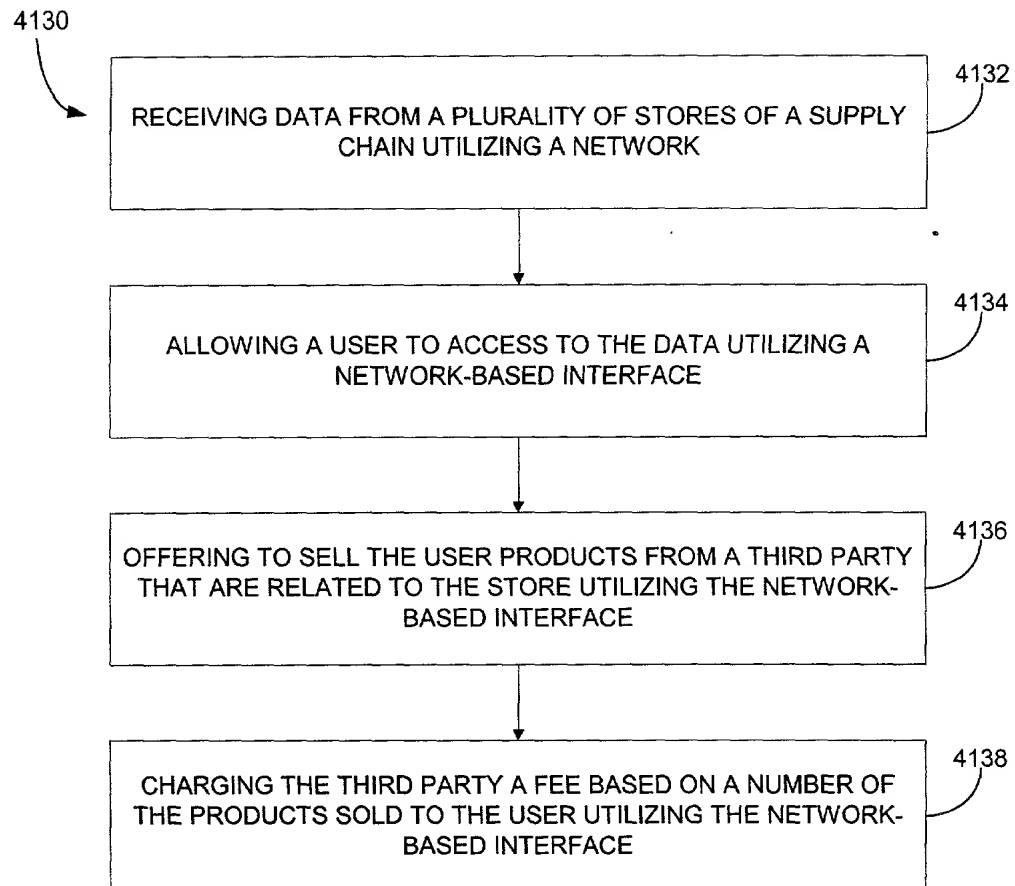 4130
4132
RECEIVING DATA FROM A PLURALITY OF STORES OF A SUPPLY
CHAIN UTILIZING A NETWORK
4134
ALLOWING A USER TO ACCESS TO THE DATA UTILIZING A
NETWORK-BASED INTERFACE
4136
OFFERING TO SELL THE USER PRODUCTS FROM A THIRD PARTY
THAT ARE RELATED TO THE STORE UTILIZING THE NETWORK-
BASED INTERFACE
4138
CHARGING THE THIRD PARTY A FEE BASED ON A NUMBER OF
THE PRODUCTS SOLD TO THE USER UTILIZING THE NETWORK-
BASED INTERFACE